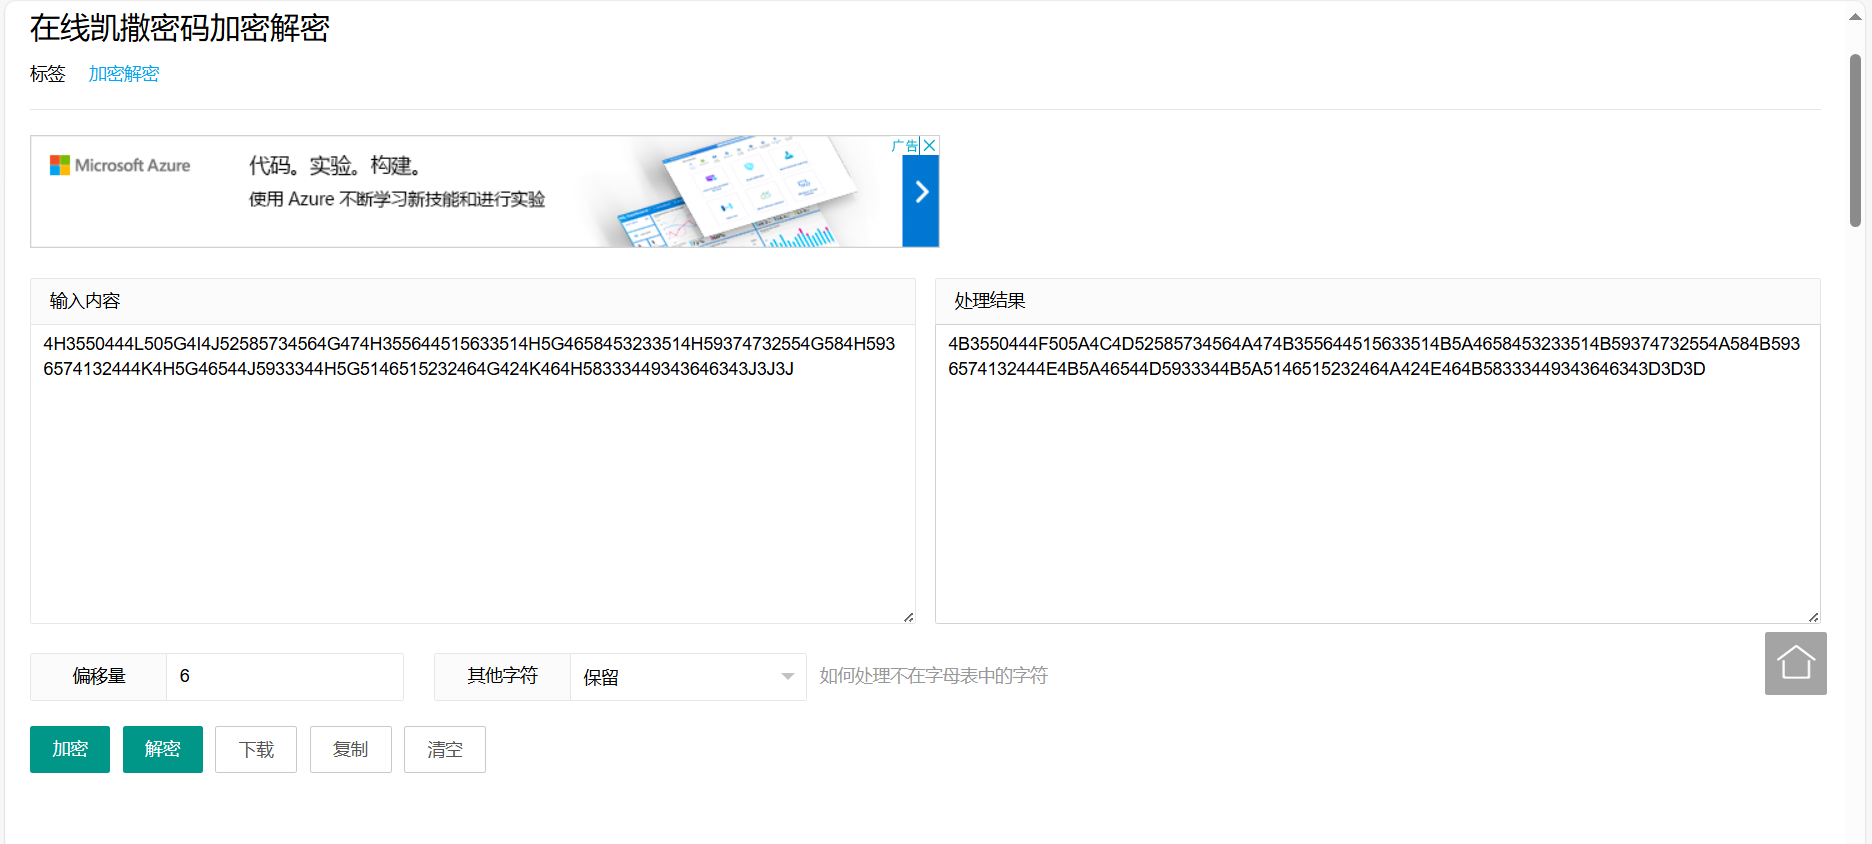 在线凯撒密码加密解密
标签 加密解密
Microsoft Azure
代码。实验。构建。
使用 Azure 不断学习新技能和进行实验
广告
输入内容
处理结果
4H3550444L505G4I4J52585734564G474H355644515633514H5G4658453233514H59374732554G584H593
6574132444K4H5G46544J5933344H5G5146515232464G424K464H58333449343646343J3J3J
4B3550444F505A4C4D52585734564A474B355644515633514B5A4658453233514B59374732554A584B5936
6574132444E4B5A46544D5933344B5A5146515232464A424E464B58333449343646343D3D3D
偏移量 6
其他字符 保留 如何处理不在字母表中的字符
加密 解密 下载 复制 清空